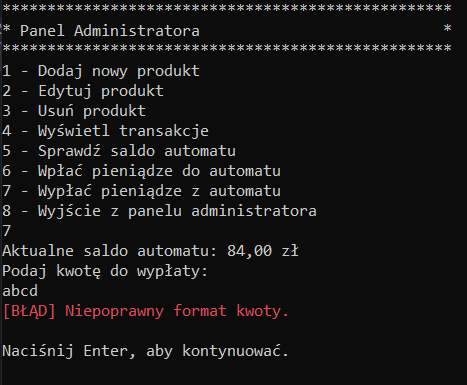 **************************************************
* Panel Administratora                           *
**************************************************
1 - Dodaj nowy produkt
2 - Edytuj produkt
3 - Usuń produkt
4 - Wyświetl transakcje
5 - Sprawdź saldo automatu
6 - Wpłać pieniądze do automatu
7 - Wypłać pieniądze z automatu
8 - Wyjście z panelu administratora
7
Aktualne saldo automatu: 84,00 zł
Podaj kwotę do wypłaty:
abcd
[BŁĄD] Niepoprawny format kwoty.
Naciśnij Enter, aby kontynuować.